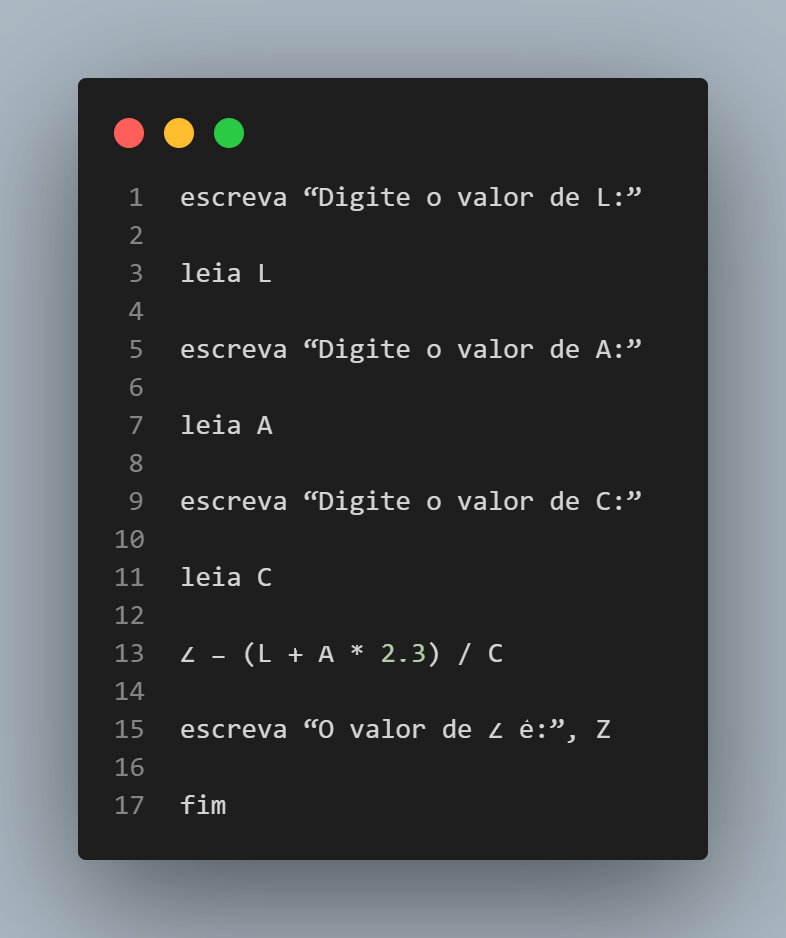 1 escreva “Digite o valor de L:”
2
3 leia L
4
5 escreva “Digite o valor de A:”
6
7 leia A
8
9 escreva “Digite o valor de C:”
10
11 leia C
12
13 ∠ – (L + A * 2.3) / C
14
15 escreva “O valor de ∠ ė:”, Z
16
17 fim